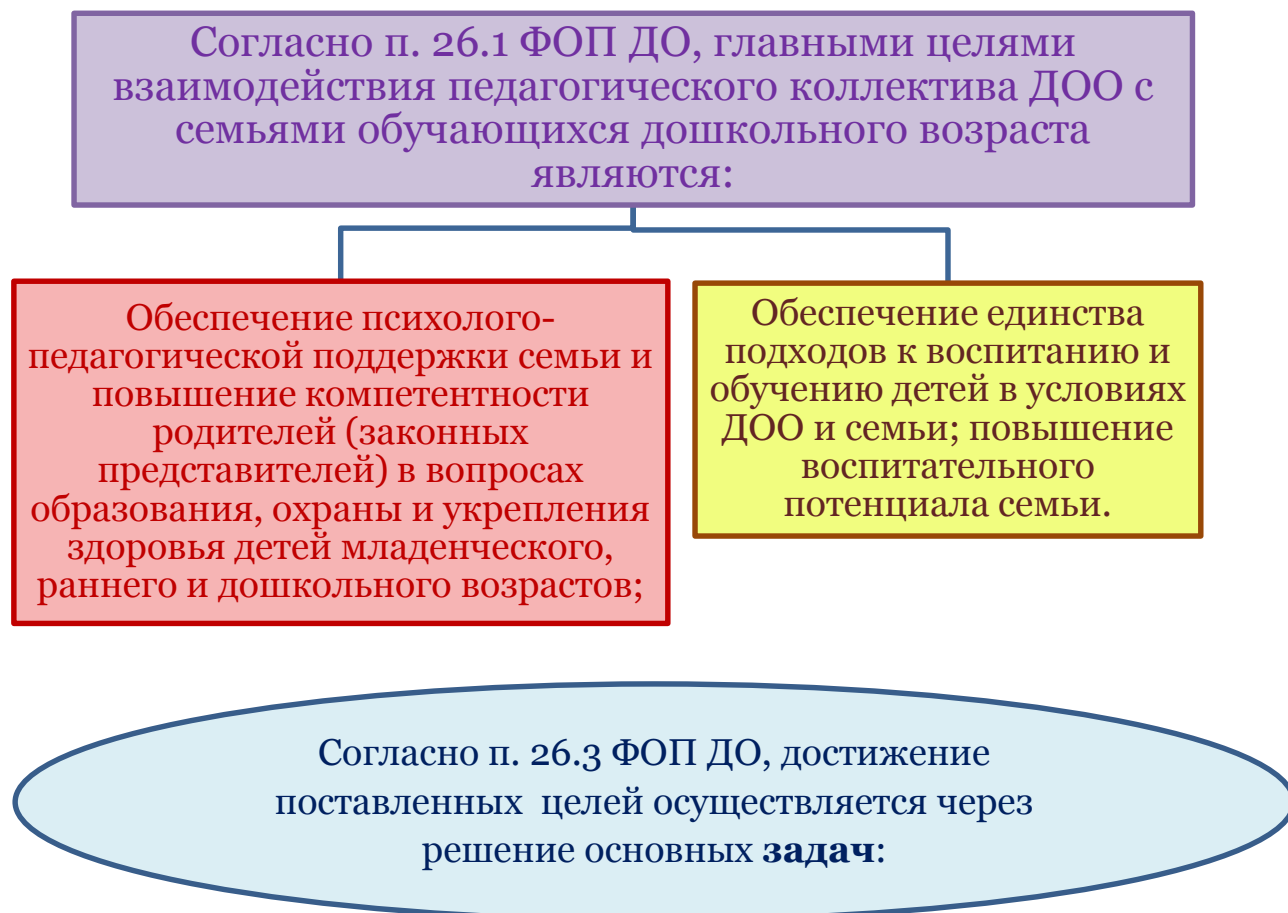 Согласно п. 26.1 ФОП ДО, главными целями
взаимодействия педагогического коллектива ДОО с
семьями обучающихся дошкольного возраста
являются:
Обеспечение психолого-
педагогической поддержки семьи и
повышение компетентности
родителей (законных
представителей) в вопросах
образования, охраны и укрепления
здоровья детей младенческого,
раннего и дошкольного возрастов;
Обеспечение единства
подходов к воспитанию и
обучению детей в условиях
ДОО и семьи; повышение
воспитательного
потенциала семьи.
Согласно п. 26.3 ФОП ДО, достижение
поставленных  целей осуществляется через
решение основных задач: